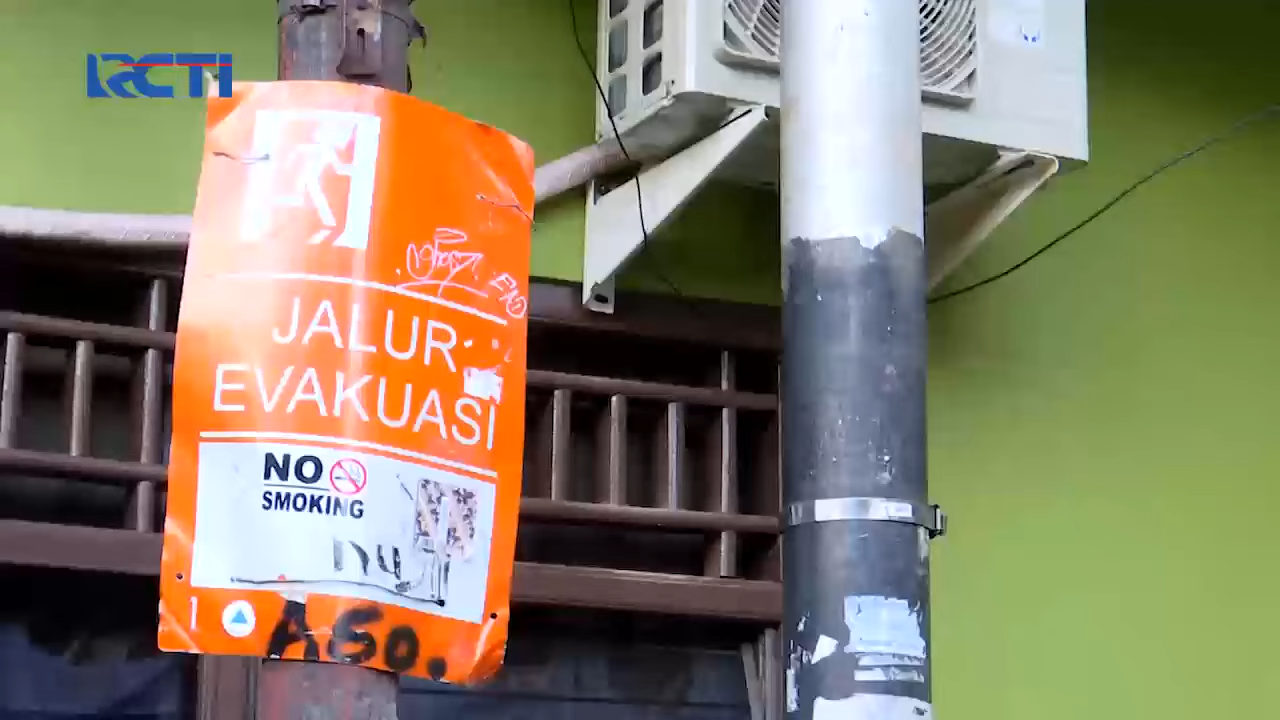 RCTI
JALUR
EVAKUASI
NO
SMOKING
ASO.